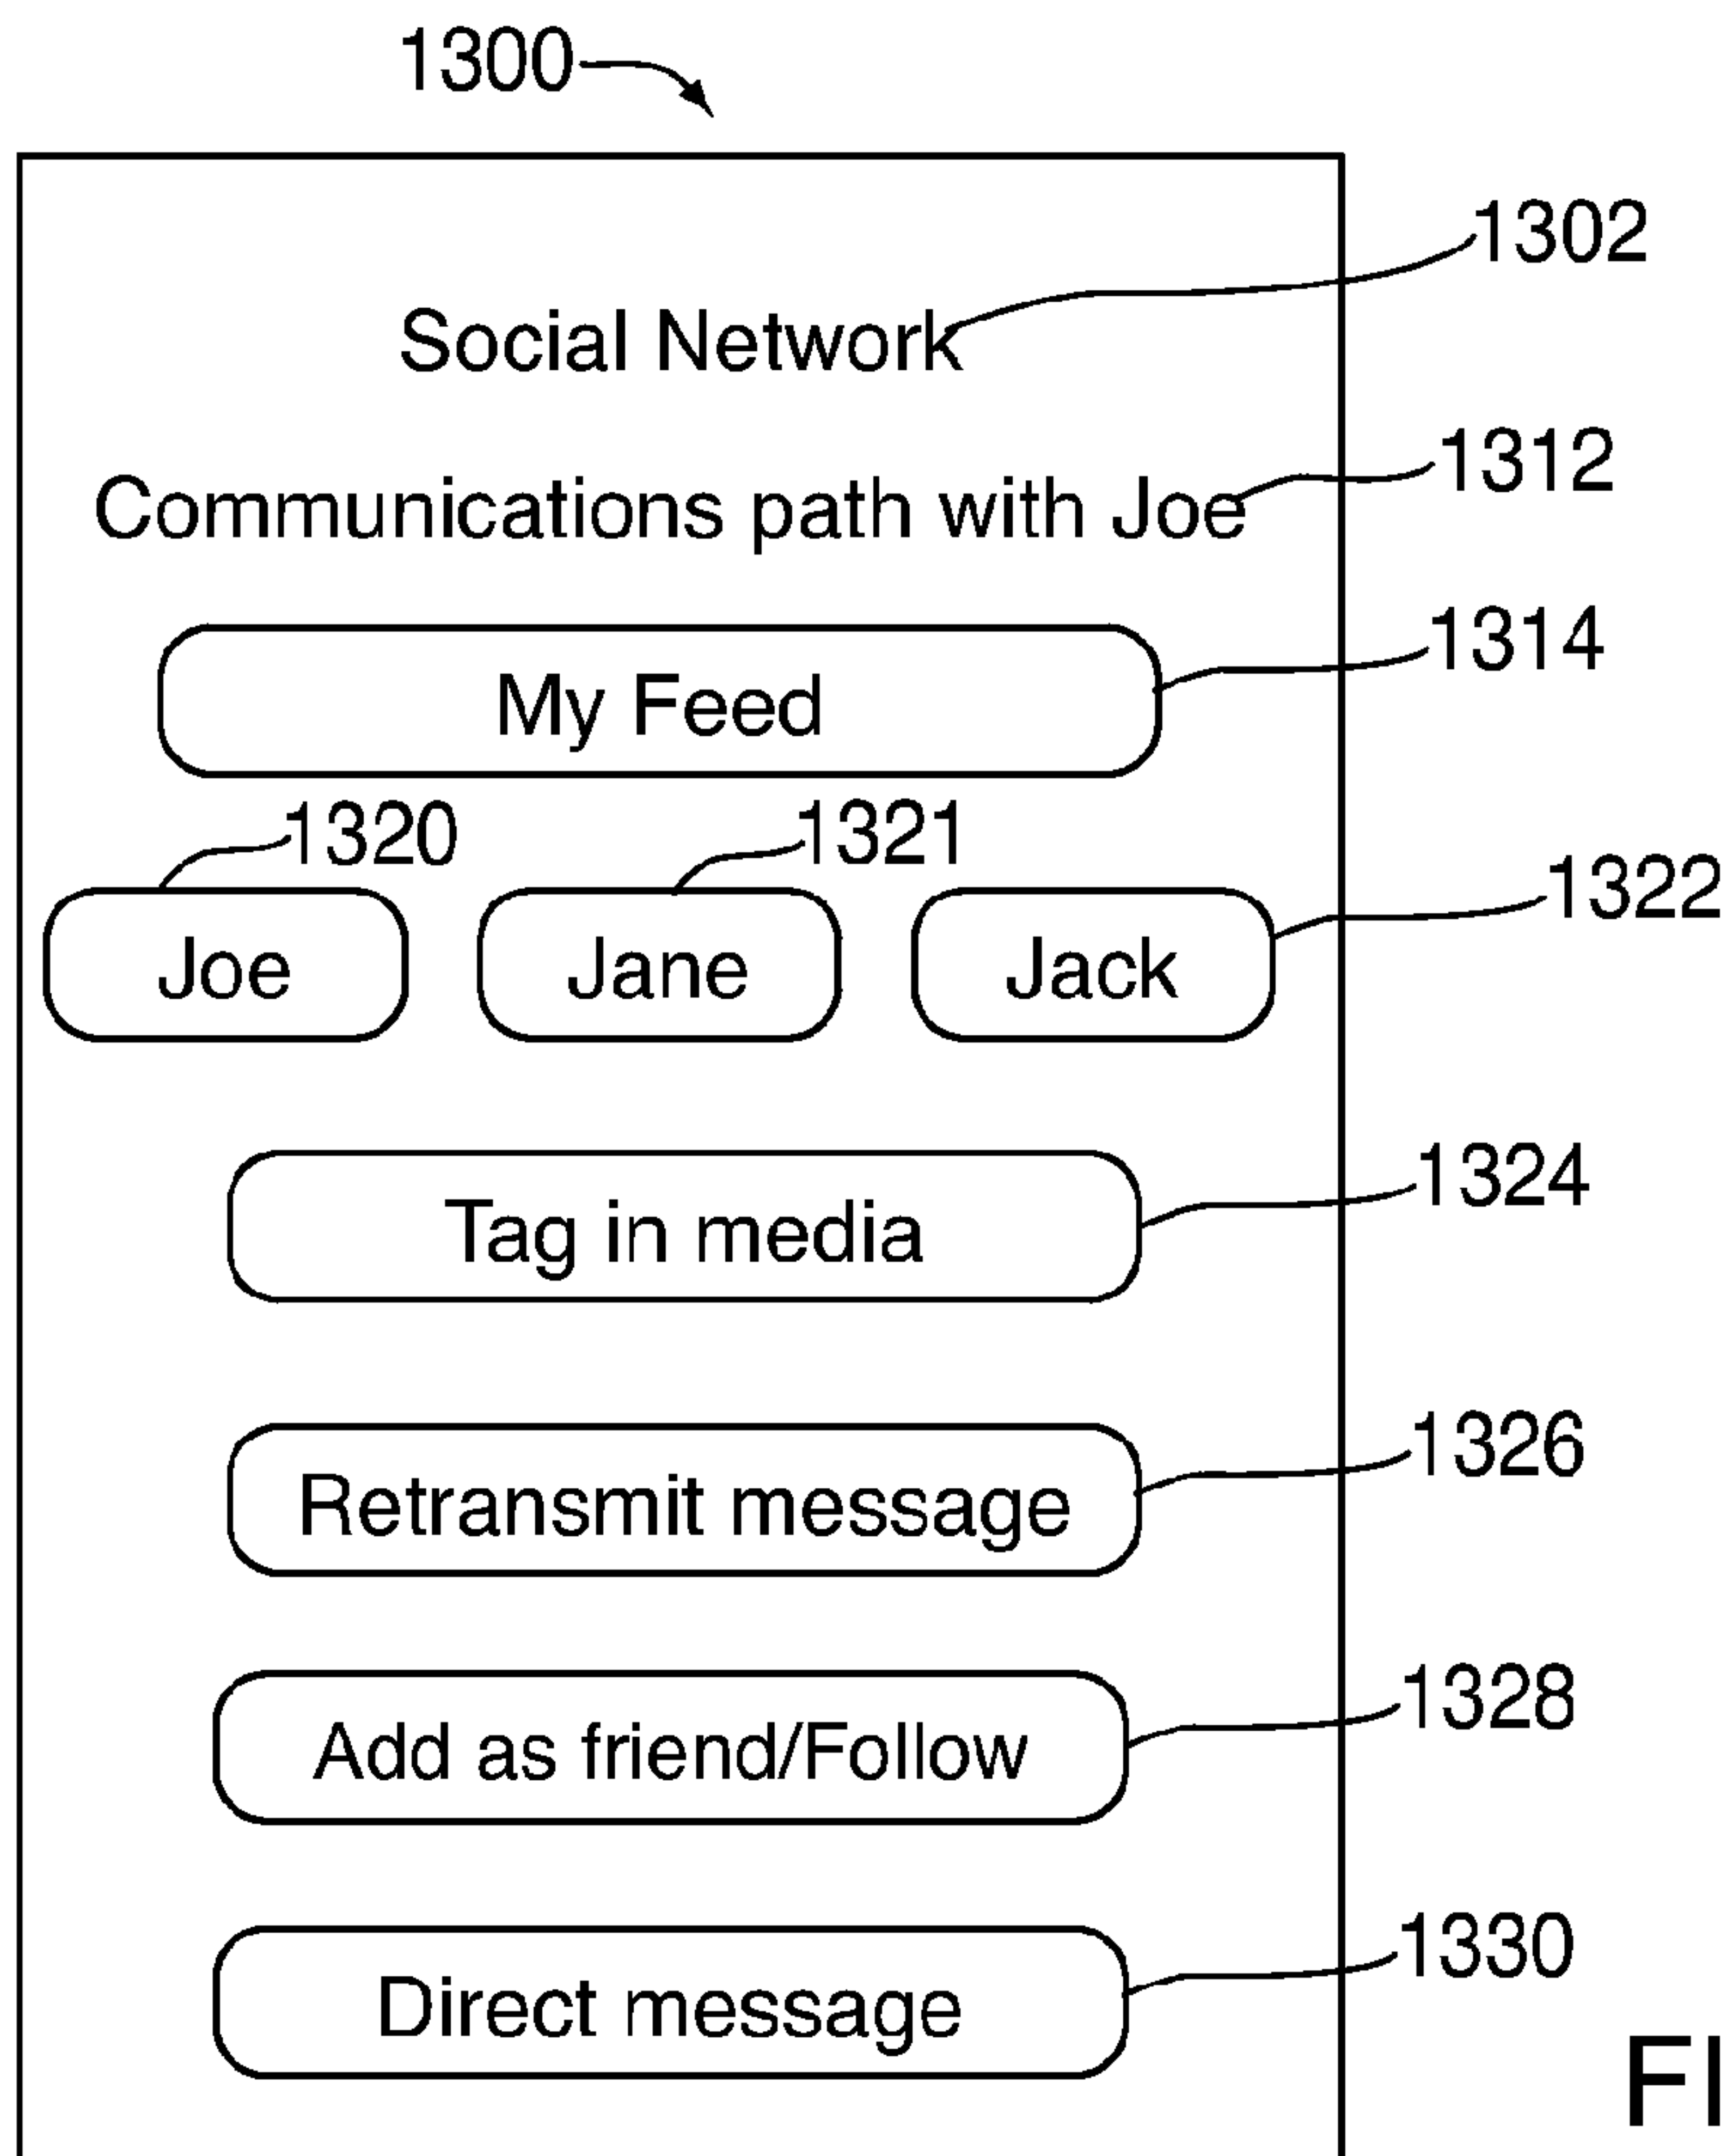 1300
1302
Social Network
1312
Communications path with Joe
1314
My Feed
1320 1321
1322
Joe Jane Jack
1324
Tag in media
1326
Retransmit message
1328
Add as friend/Follow
1330
Direct message
FI